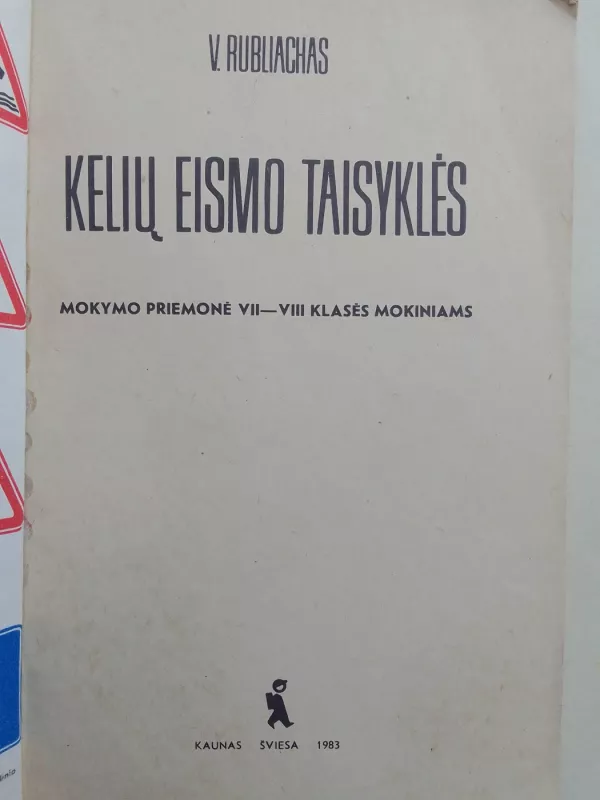 V. RUBLIACHAS
KELIŲ EISMO TAISYKLĖS
MOKYMO PRIEMONĖ VII—VIII KLASĖS MOKINIAMS
KAUNAS ŠVIESA 1983